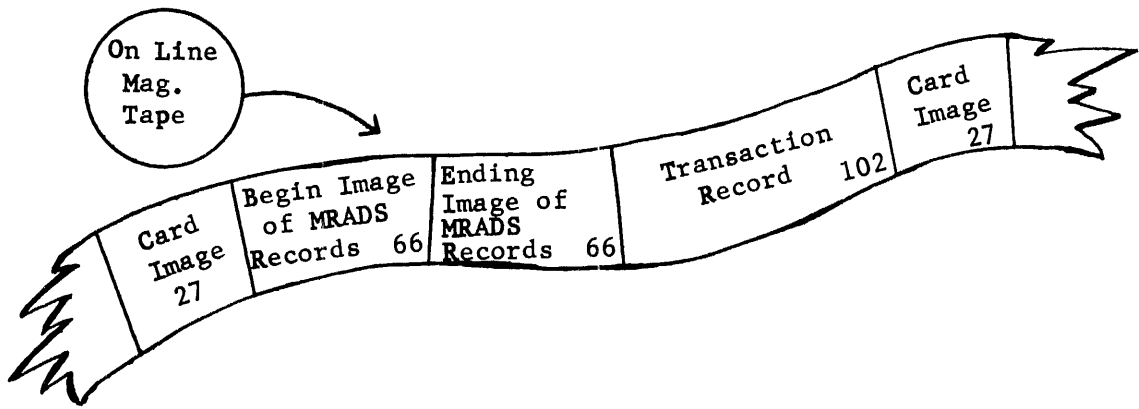 On Line
Mag.
Tape
Card
Image
27
Begin Image
of MRADS
Records 66
Ending
Image of
MRADS
Records 66
Transaction
Record 102
Card
Image
27